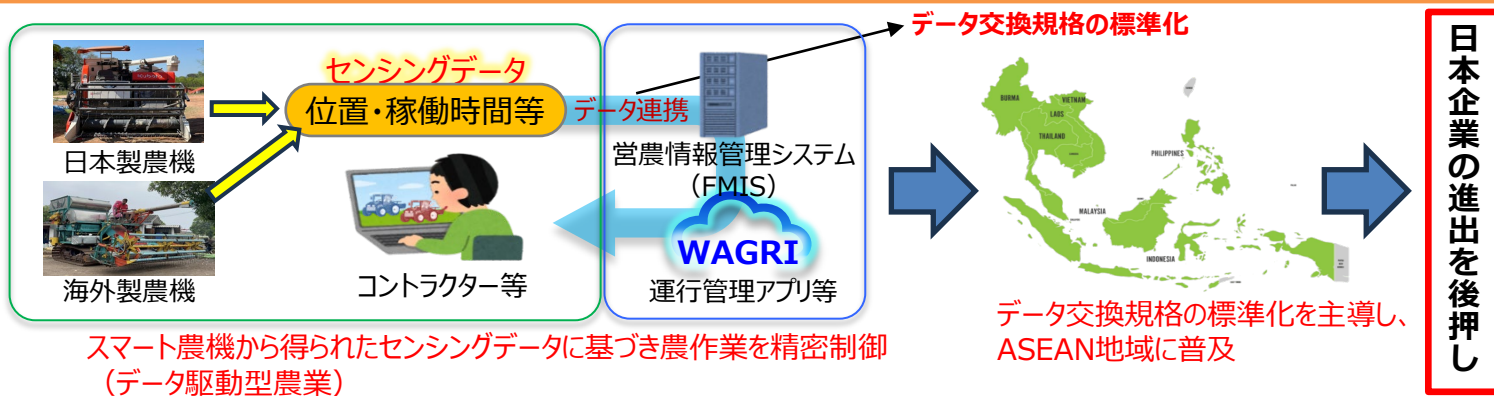 日本製農機
海外製農機
センシングデータ
位置・稼働時間等
コントラクター等
データ連携
データ交換規格の標準化
営農情報管理システム
（FMIS）
WAGRI
運行管理アプリ等
スマート農機から得られたセンシングデータに基づき農作業を精密制御
（データ駆動型農業）
BURMA
VIETNAM
LAOS
THAILAND
PHILIPPINES
MALAYSIA
INDONESIA
データ交換規格の標準化を主導し、
ASEAN地域に普及
日本企業の進出を後押し